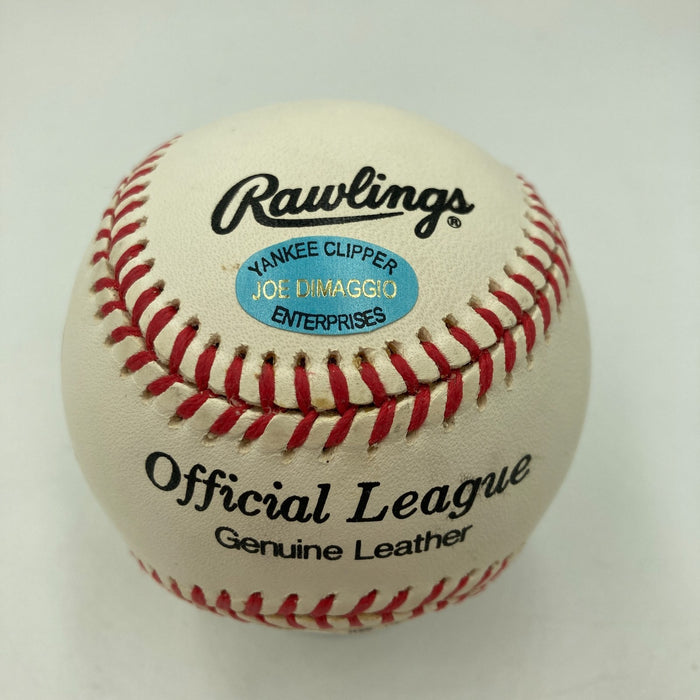 Rawlings®
YANKEE CLIPPER
JOE DIMAGGIO
ENTERPRISES
Official League
Genuine Leather